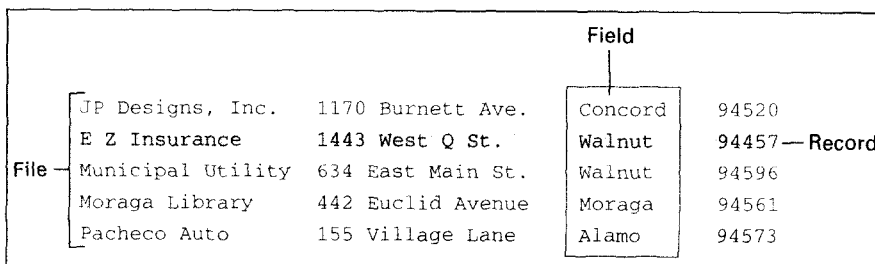 Field
JP Designs, Inc. 1170 Burnett Ave. Concord 94520
E Z Insurance 1443 West Q St. Walnut 94457 Record
File Municipal Utility 634 East Main St. Walnut 94596
Moraga Library 442 Euclid Avenue Moraga 94561
Pacheco Auto 155 Village Lane Alamo 94573